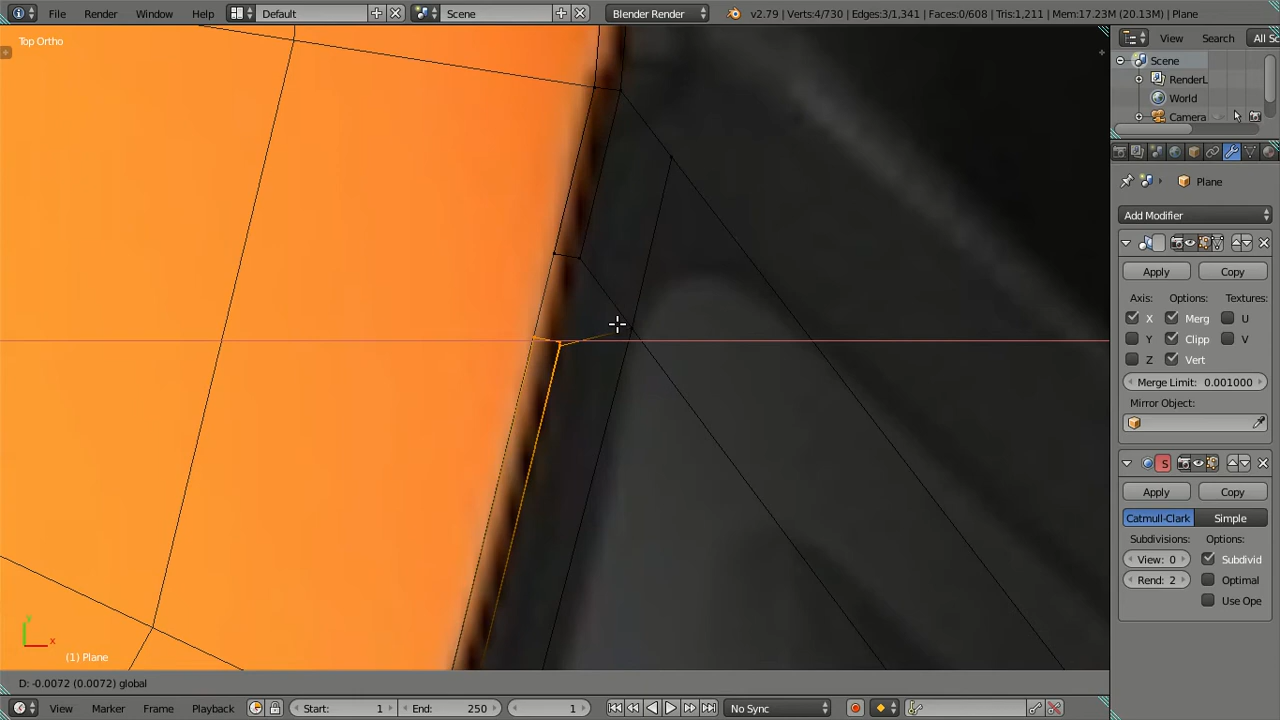 File Render Window Help Default Scene Blender Render v2.79 | Verts:4/730 | Edges:3/1,341 | Faces:0/608 | Tris:1,211 | Mem:17.23M (20.13M) | Plane
Top Ortho
View Search All Sc
Scene
RenderL
World
Camera
Plane
Add Modifier
Apply Copy
Axis: Options: Textures:
X Merg U
Y Clipp V
Z Vert
Merge Limit: 0.001000
Mirror Object:
S
Apply Copy
Catmull-Clark Simple
Subdivisions: Options:
View: 0 Subdivid
Rend: 2 Optimal
Use Ope
y
x
(1) Plane
D: -0.0072 (0.0072) global
View Marker Frame Playback Start: 1 End: 250 1 No Sync